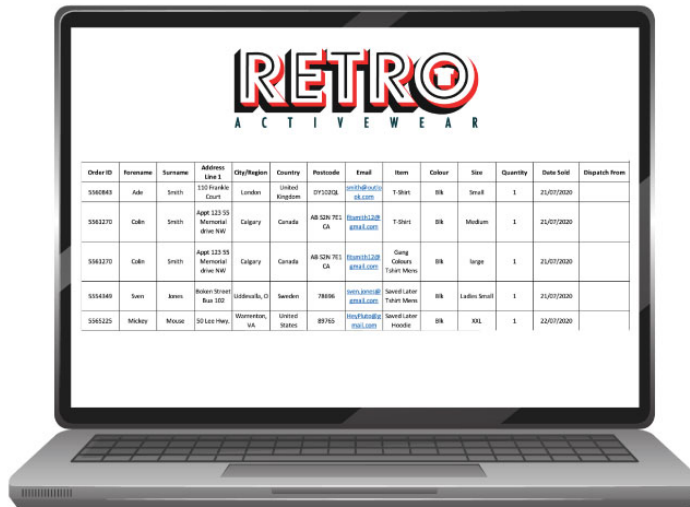 RETRO
ACTIVEWEAR
Order ID Forename Surname Address Line 1 City/Region Country Postcode Email Item Colour Size Quantity Date Sold Dispatch From
5560843 Ade Smith 110 Frankle Court London United Kingdom DY102QL smith@outlook.com T-Shirt Blk Small 1 21/07/2020
5563270 Colin Smith Appt 123 55 Memorial drive NW Calgary Canada AB S2N 7E1 CA fitsmith12@gmail.com T-Shirt Blk Medium 1 21/07/2020
5563270 Colin Smith Appt 123 55 Memorial drive NW Calgary Canada AB S2N 7E1 CA fitsmith12@gmail.com Gang Colours Tshirt Mens Blk large 1 21/07/2020
5554349 Sven Jones Boken Street Bus 102 Uddevalla, O Sweden 78696 sven.jones@gmail.com Saved Later Tshirt Mens Blk Ladies Small 1 21/07/2020
5565225 Mickey Mouse 50 Lee Hwy, Warrenton, VA United States 89765 HeyPluto@gmail.com Saved Later Hoodie Blk XXL 1 22/07/2020